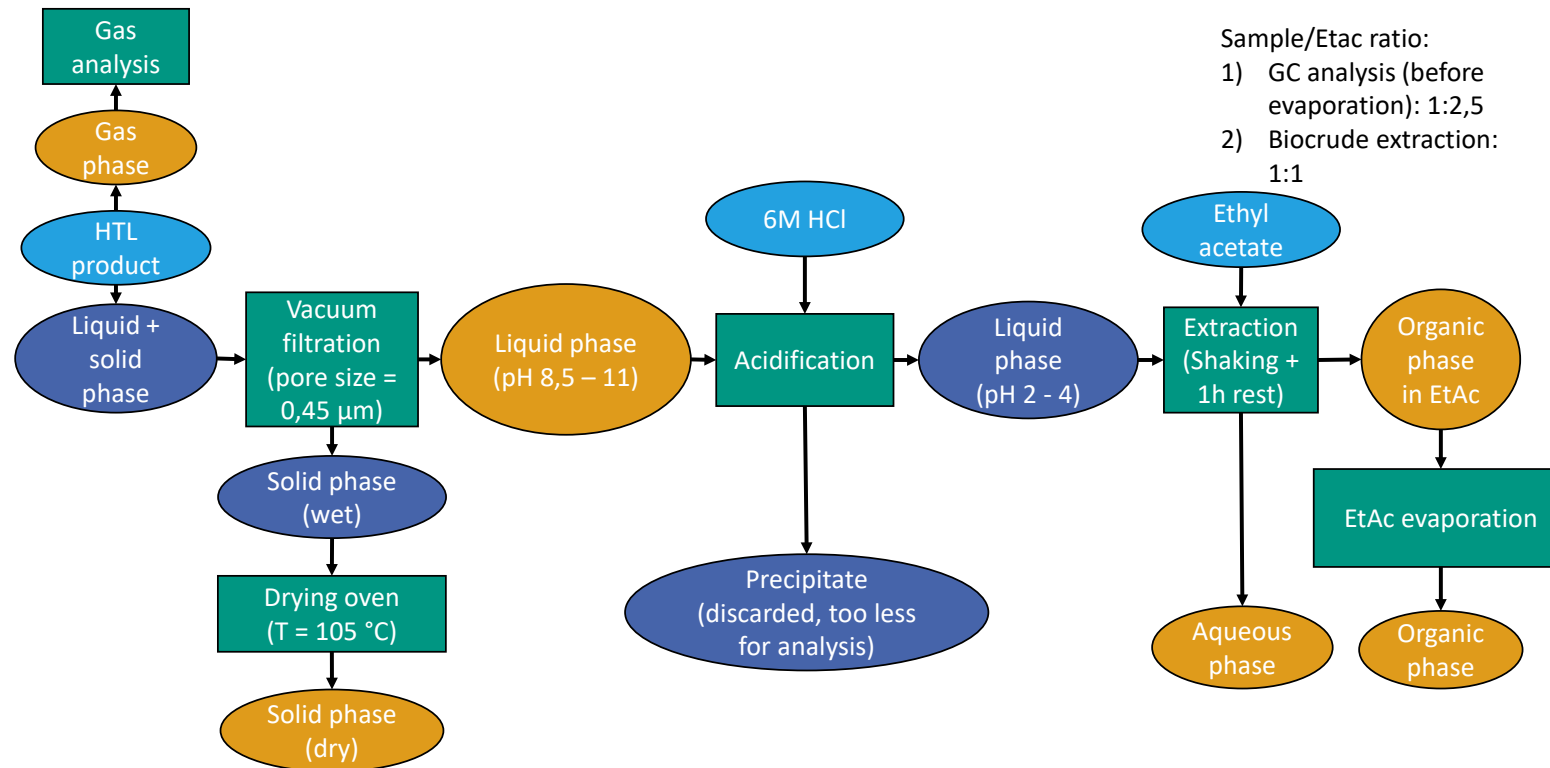 Gas
analysis
Gas
phase
HTL
product
Liquid +
solid
phase
Vacuum
filtration
(pore size =
0,45 µm)
Solid phase
(wet)
Drying oven
(T = 105 °C)
Solid phase
(dry)
Liquid phase
(pH 8,5 – 11)
6M HCl
Acidification
Precipitate
(discarded, too less
for analysis)
Liquid
phase
(pH 2 - 4)
Sample/Etac ratio:
1) GC analysis (before
evaporation): 1:2,5
2) Biocrude extraction:
1:1
Ethyl
acetate
Extraction
(Shaking +
1h rest)
Aqueous
phase
Organic
phase
in EtAc
EtAc evaporation
Organic
phase